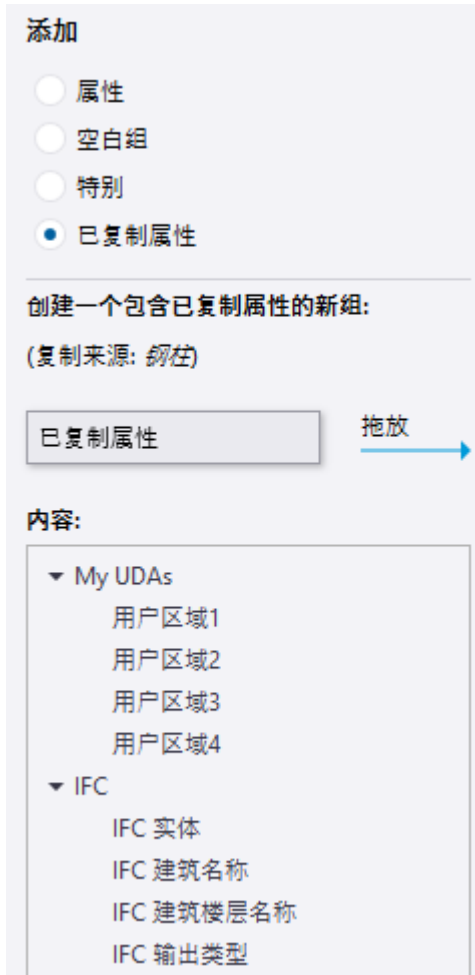 添加
属性
空白组
特别
已复制属性
创建一个包含已复制属性的新组:
(复制来源: 钢柱)
已复制属性
拖放
内容:
My UDAs
用户区域1
用户区域2
用户区域3
用户区域4
IFC
IFC 实体
IFC 建筑名称
IFC 建筑楼层名称
IFC 输出类型